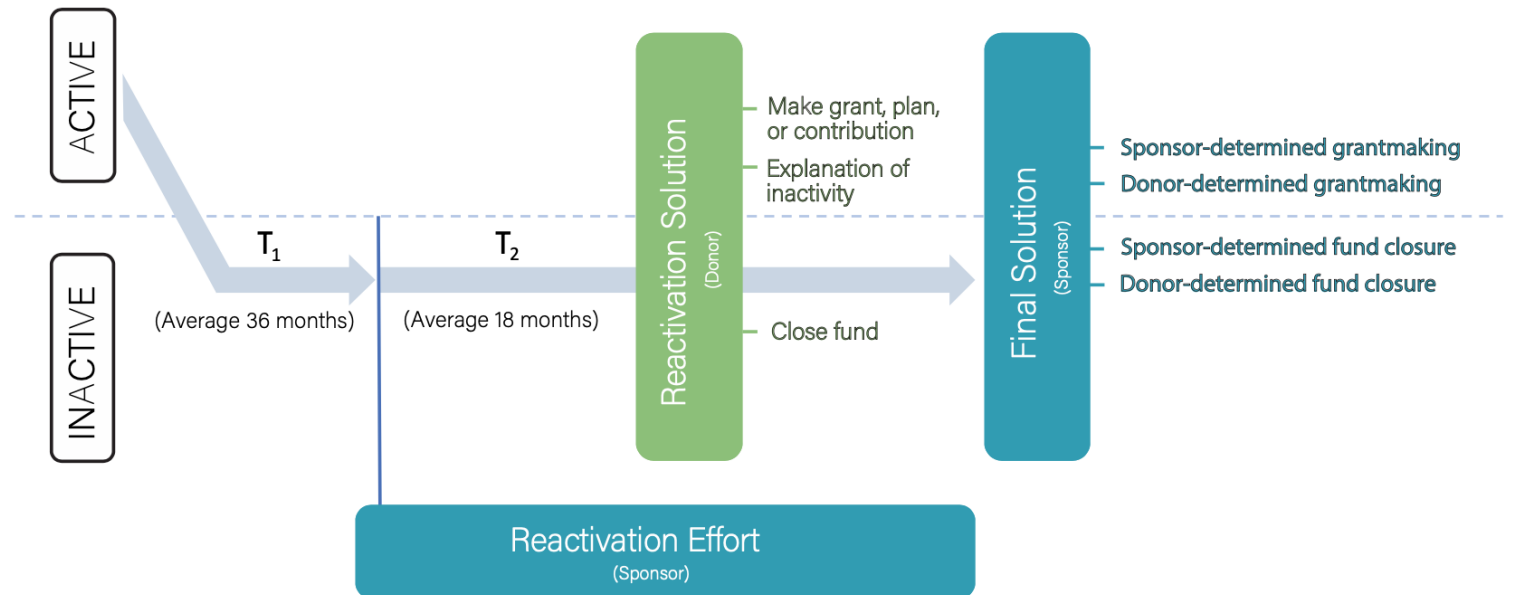 ACTIVE
INACTIVE
T1
(Average 36 months)
T2
(Average 18 months)
Reactivation Solution
(Donor)
Make grant, plan,
or contribution
Explanation of
inactivity
Close fund
Final Solution
(Sponsor)
Sponsor-determined grantmaking
Donor-determined grantmaking
Sponsor-determined fund closure
Donor-determined fund closure
Reactivation Effort
(Sponsor)